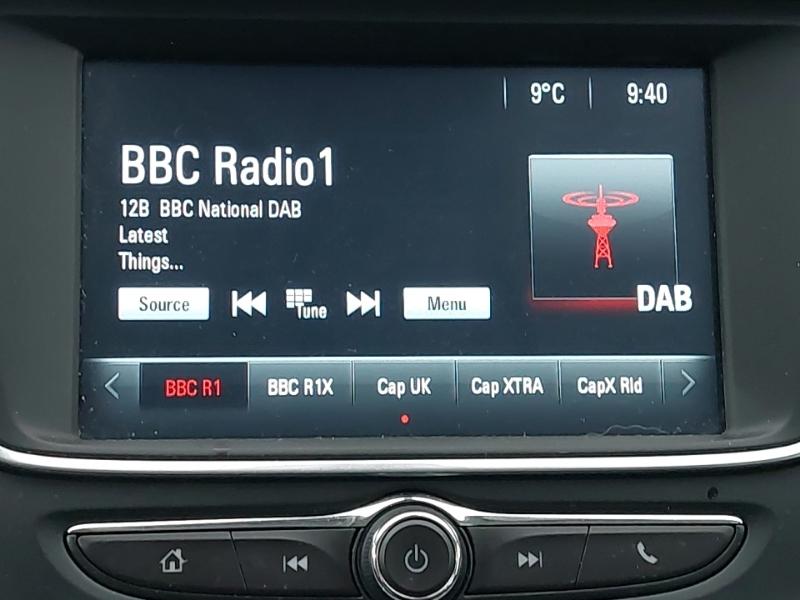 9°C 9:40
BBC Radio1
12B BBC National DAB
Latest
Things...
Source Tune Menu
DAB
BBC R1 BBC R1X Cap UK Cap XTRA CapX Rld